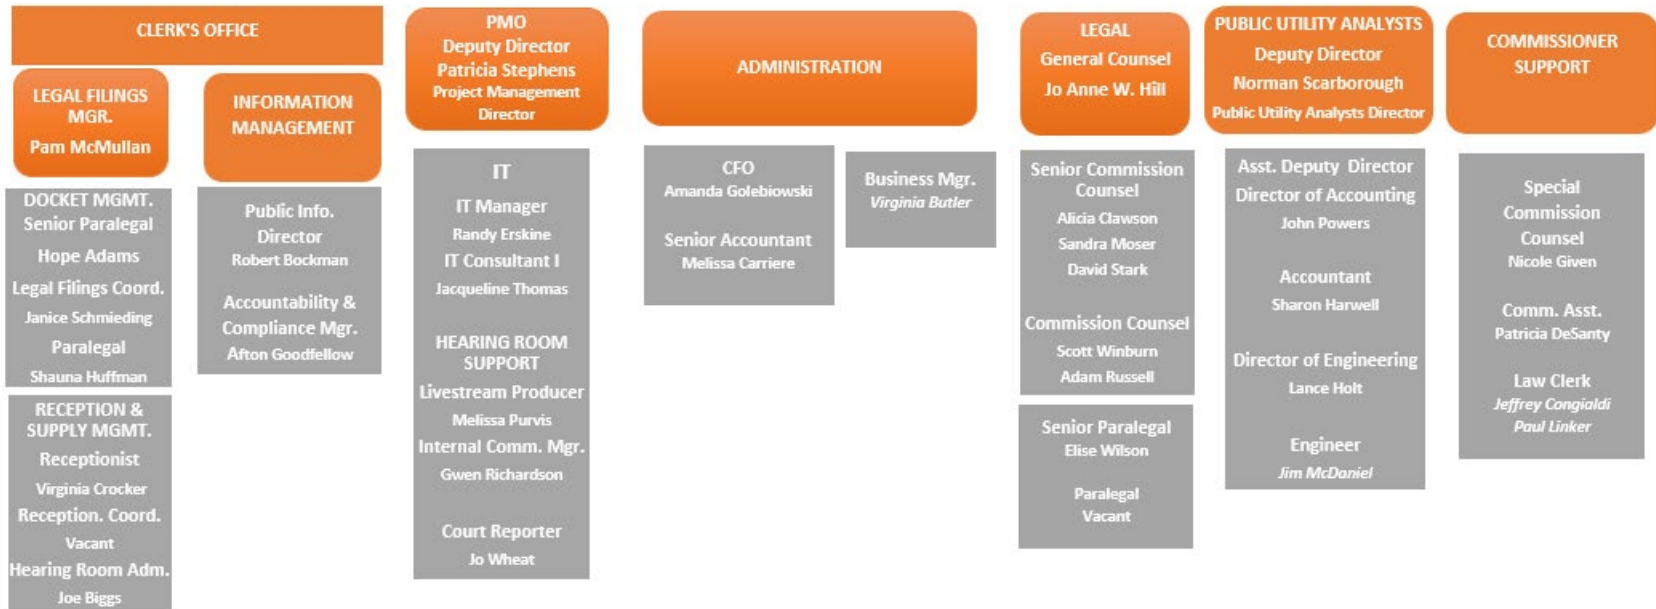 CLERK'S OFFICE
LEGAL FILINGS
MGR.
Pam McMullan
DOCKET MGMT.
Senior Paralegal
Hope Adams
Legal Filings Coord.
Janice Schmieding
Paralegal
Shauna Huffman
RECEPTION &
SUPPLY MGMT.
Receptionist
Virginia Crocker
Reception. Coord.
Vacant
Hearing Room Adm.
Joe Biggs
INFORMATION
MANAGEMENT
Public Info.
Director
Robert Bockman
Accountability &
Compliance Mgr.
Afton Goodfellow
PMO
Deputy Director
Patricia Stephens
Project Management
Director
IT
IT Manager
Randy Erskine
IT Consultant I
Jacqueline Thomas
HEARING ROOM
SUPPORT
Livestream Producer
Melissa Purvis
Internal Comm. Mgr.
Gwen Richardson
Court Reporter
Jo Wheat
ADMINISTRATION
CFO
Amanda Golebiowski
Senior Accountant
Melissa Carriere
Business Mgr.
Virginia Butler
LEGAL
General Counsel
Jo Anne W. Hill
Senior Commission
Counsel
Alicia Clawson
Sandra Moser
David Stark
Commission Counsel
Scott Winburn
Adam Russell
Senior Paralegal
Elise Wilson
Paralegal
Vacant
PUBLIC UTILITY ANALYSTS
Deputy Director
Norman Scarborough
Public Utility Analysts Director
Asst. Deputy Director
Director of Accounting
John Powers
Accountant
Sharon Harwell
Director of Engineering
Lance Holt
Engineer
Jim McDaniel
COMMISSIONER
SUPPORT
Special
Commission
Counsel
Nicole Given
Comm. Asst.
Patricia DeSanty
Law Clerk
Jeffrey Congialdi
Paul Linker